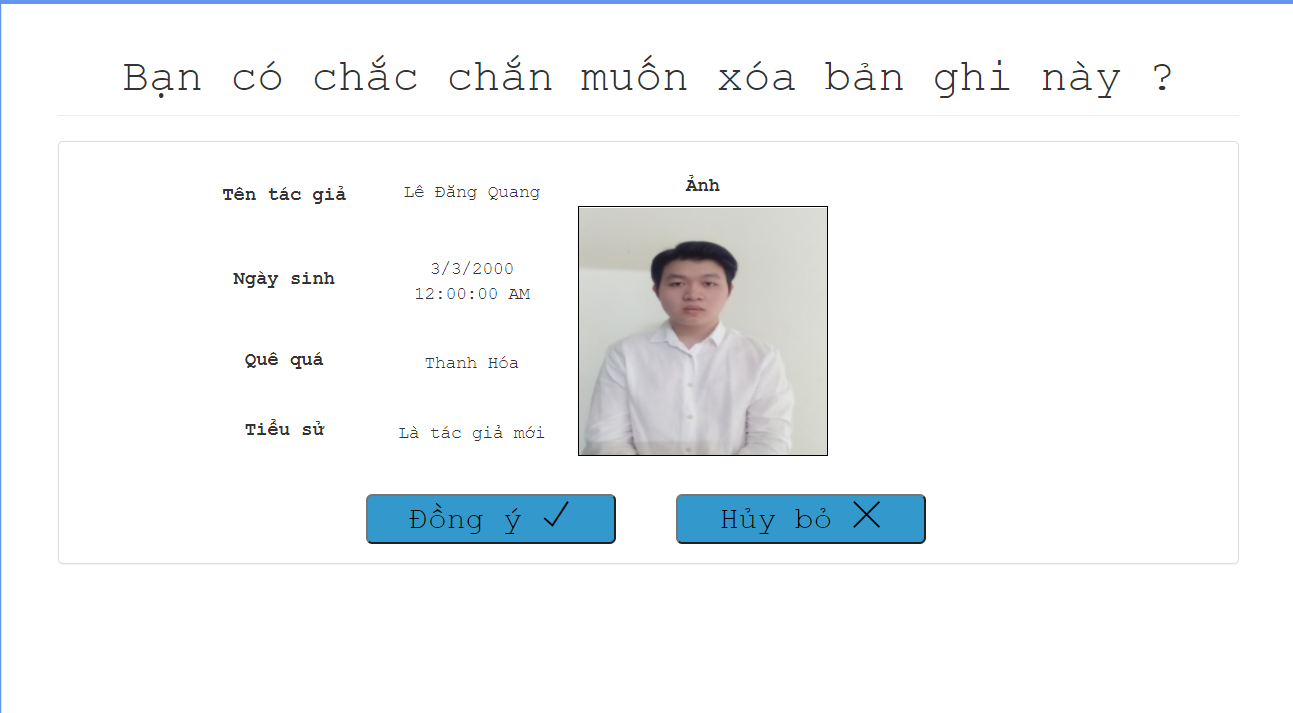 Bạn có chắc chắn muốn xóa bản ghi này ?
Tên tác giả
Lê Đăng Quang
Ảnh
Ngày sinh
3/3/2000
12:00:00 AM
Quê quá
Thanh Hóa
Tiểu sử
Là tác giả mới
Đồng ý
Hủy bỏ